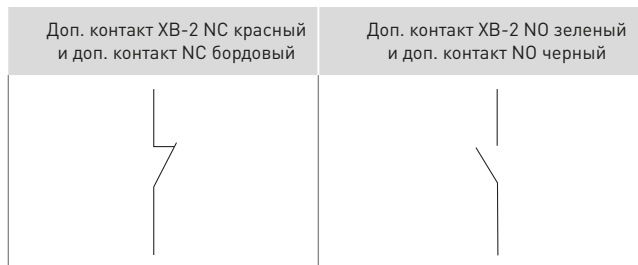 Доп. контакт XB-2 NC красный
и доп. контакт NC бордовый
Доп. контакт XB-2 NO зеленый
и доп. контакт NO черный